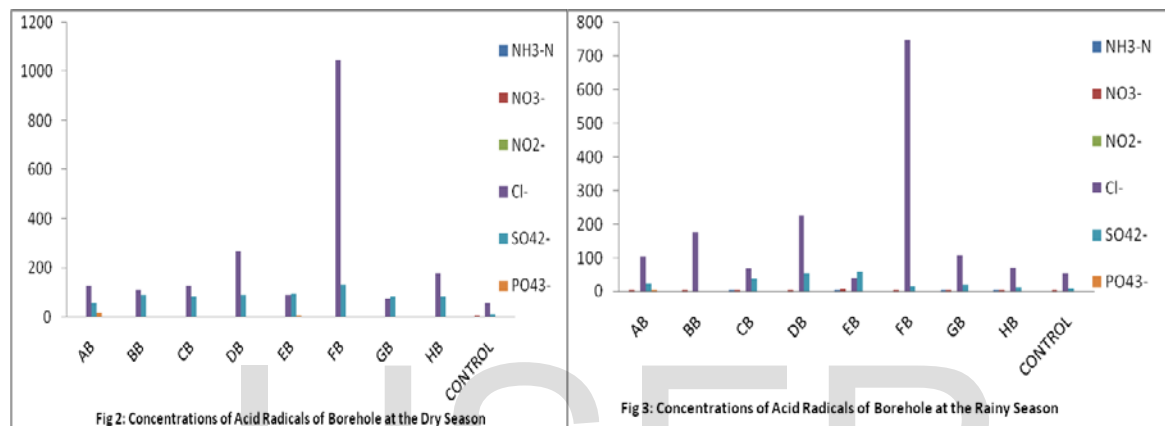 1200
1000
800
600
400
200
0
AB
BB
CB
DB
EB
FB
GB
HB
CONTROL
NH3-N
NO3-
NO2-
Cl-
SO42-
PO43-
Fig 2: Concentrations of Acid Radicals of Borehole at the Dry Season
800
700
600
500
400
300
200
100
0
AB
BB
CB
DB
EB
FB
GB
HB
CONTROL
NH3-N
NO3-
NO2-
Cl-
SO42-
PO43-
Fig 3: Concentrations of Acid Radicals of Borehole at the Rainy Season